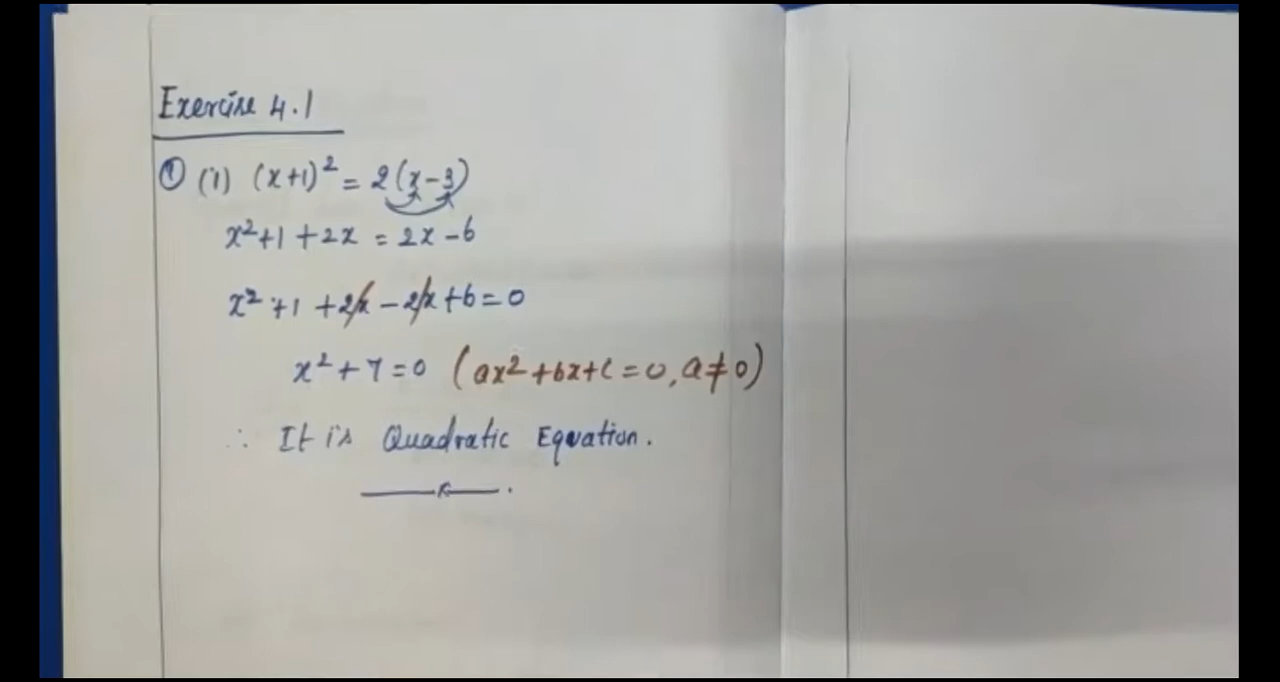 Exercise 4.1
① (i) (x+1)² = 2(x-3)
x²+1 +2x = 2x -6
x² +1 +2x - 2x +6 = 0
x² + 7 = 0 (ax² +bx+c = 0, a ≠ 0)
∴ It is Quadratic Equation.